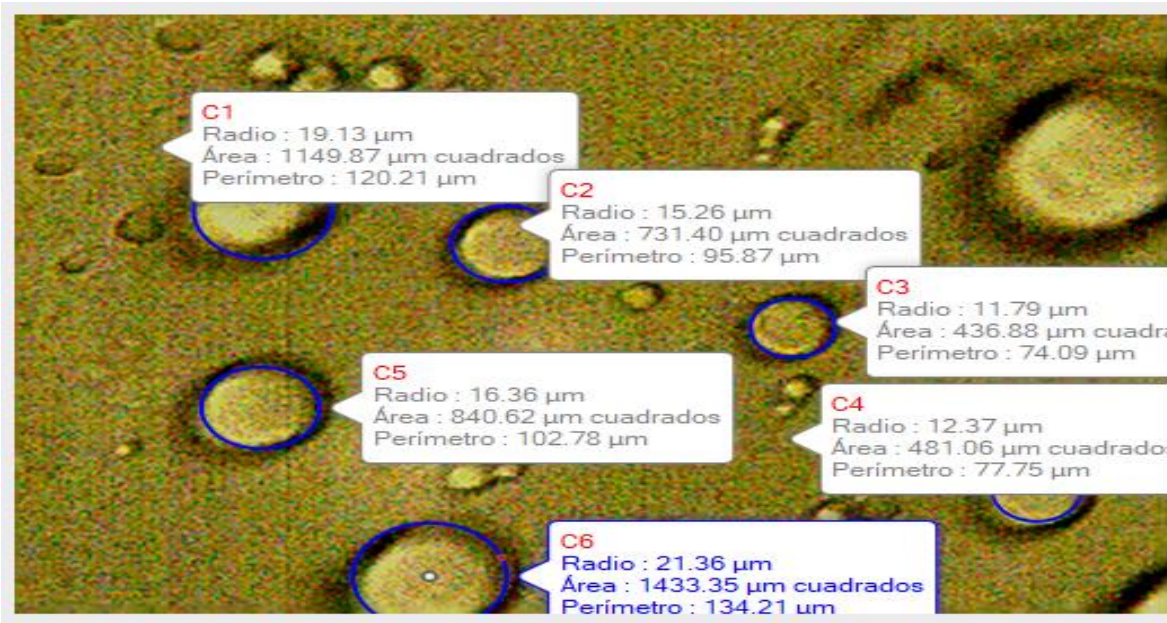 C1
Radio : 19.13 µm
Área : 1149.87 µm cuadrados
Perímetro : 120.21 µm
C2
Radio : 15.26 µm
Área : 731.40 µm cuadrados
Perímetro : 95.87 µm
C3
Radio : 11.79 µm
Área : 436.88 µm cuadra
Perímetro : 74.09 µm
C5
Radio : 16.36 µm
Área : 840.62 µm cuadrados
Perímetro : 102.78 µm
C4
Radio : 12.37 µm
Área : 481.06 µm cuadrados
Perímetro : 77.75 µm
C6
Radio : 21.36 µm
Área : 1433.35 µm cuadrados
Perímetro : 134.21 µm